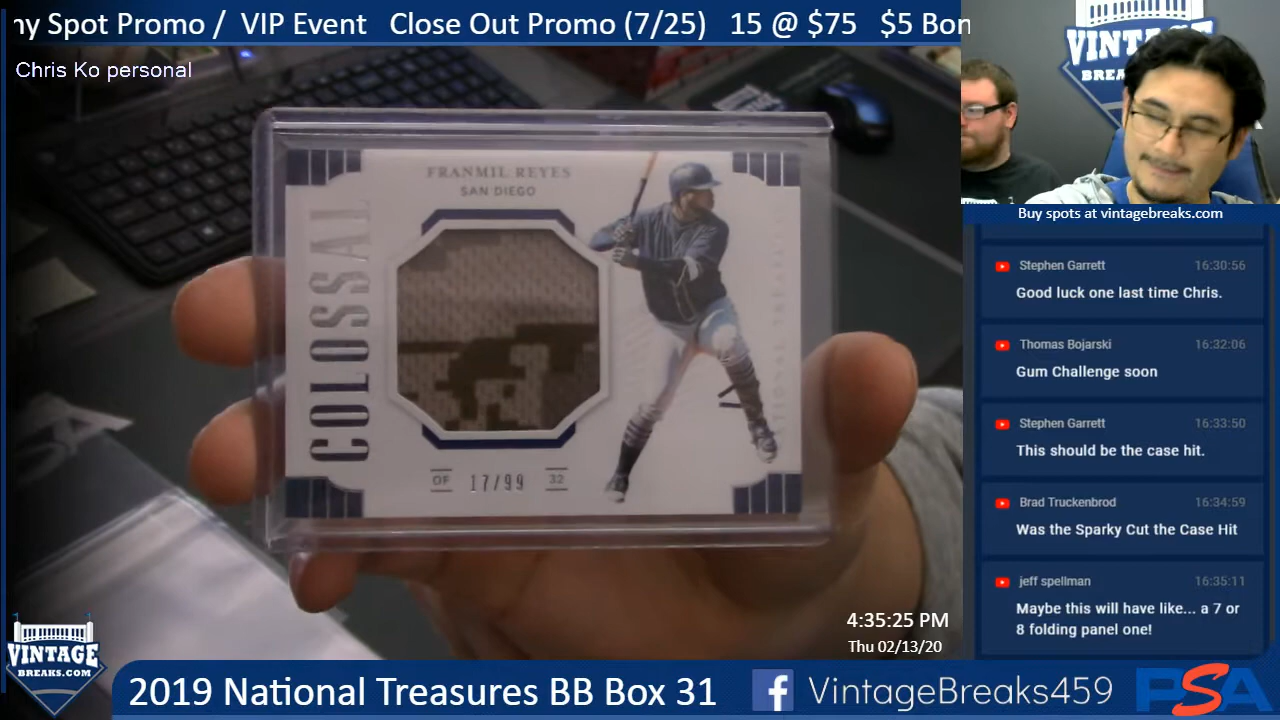 ny Spot Promo / VIP Event Close Out Promo (7/25) 15 @ $75 $5 Bon
Chris Ko personal
VINTAGE
BREA
FRANMIL REYES
SAN DIEGO
COLOSSAL
OF 17/99 32
Buy spots at vintagebreaks.com
Stephen Garrett 16:30:56
Good luck one last time Chris.
Thomas Bojarski 16:32:06
Gum Challenge soon
Stephen Garrett 16:33:50
This should be the case hit.
Brad Truckenbrod 16:34:59
Was the Sparky Cut the Case Hit
jeff spellman 16:35:11
Maybe this will have like... a 7 or
8 folding panel one!
4:35:25 PM
Thu 02/13/20
VINTAGE
BREAKS.COM
2019 National Treasures BB Box 31
f VintageBreaks459
PSA